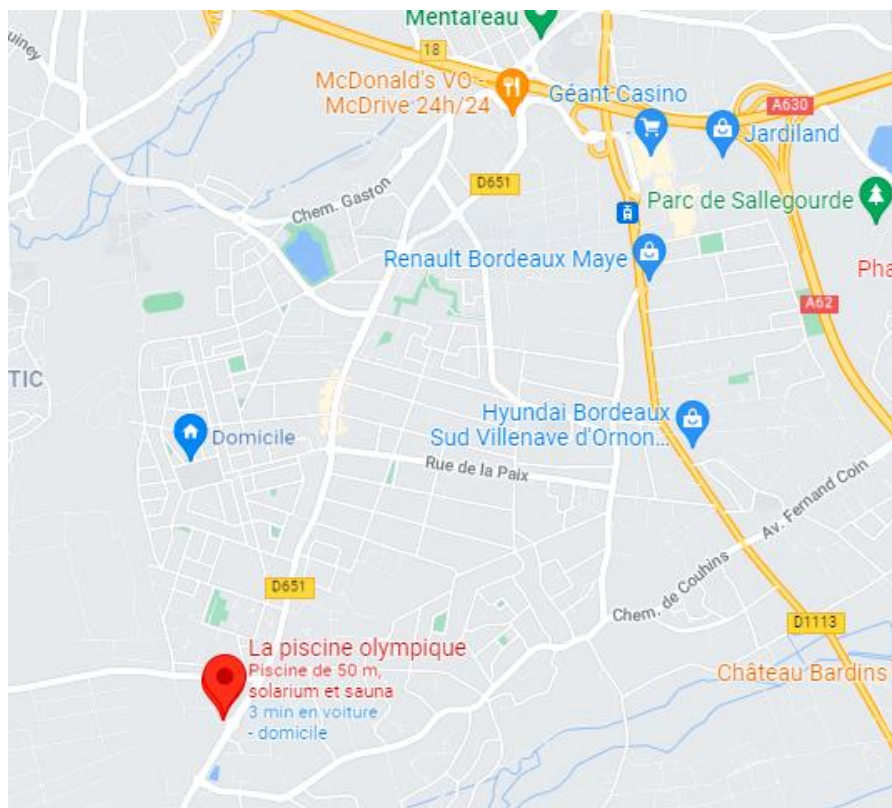 Mental'eau
uiney
18
McDonald's VO -
McDrive 24h/24
Géant Casino
A630
Jardiland
D651
Chem. Gaston
Parc de Sallegourde
Renault Bordeaux Maye
Pha
A62
TIC
Hyundai Bordeaux
Sud Villenave d'Ornon...
Domicile
Rue de la Paix
Av. Fernand Coin
D651
Chem. de Couhins
D1113
La piscine olympique
Piscine de 50 m,
solarium et sauna
3 min en voiture
- domicile
Château Bardins